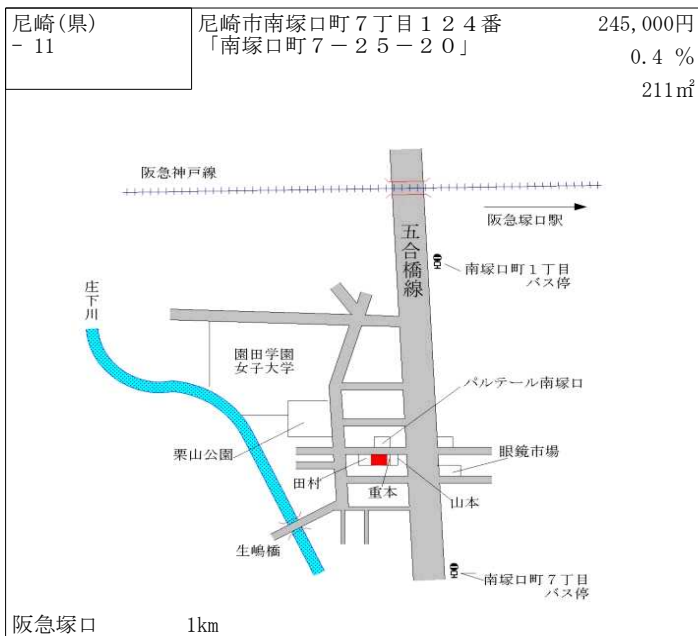 尼崎(県)
- 11
尼崎市南塚口町７丁目１２４番
「南塚口町７－２５－２０」
245,000円
0.4 %
211㎡
阪急神戸線
阪急塚口駅
五合橋線
南塚口町１丁目
バス停
庄下川
園田学園
女子大学
パルテール南塚口
栗山公園
眼鏡市場
田村
重本
山本
生嶋橋
南塚口町７丁目
バス停
阪急塚口
1km